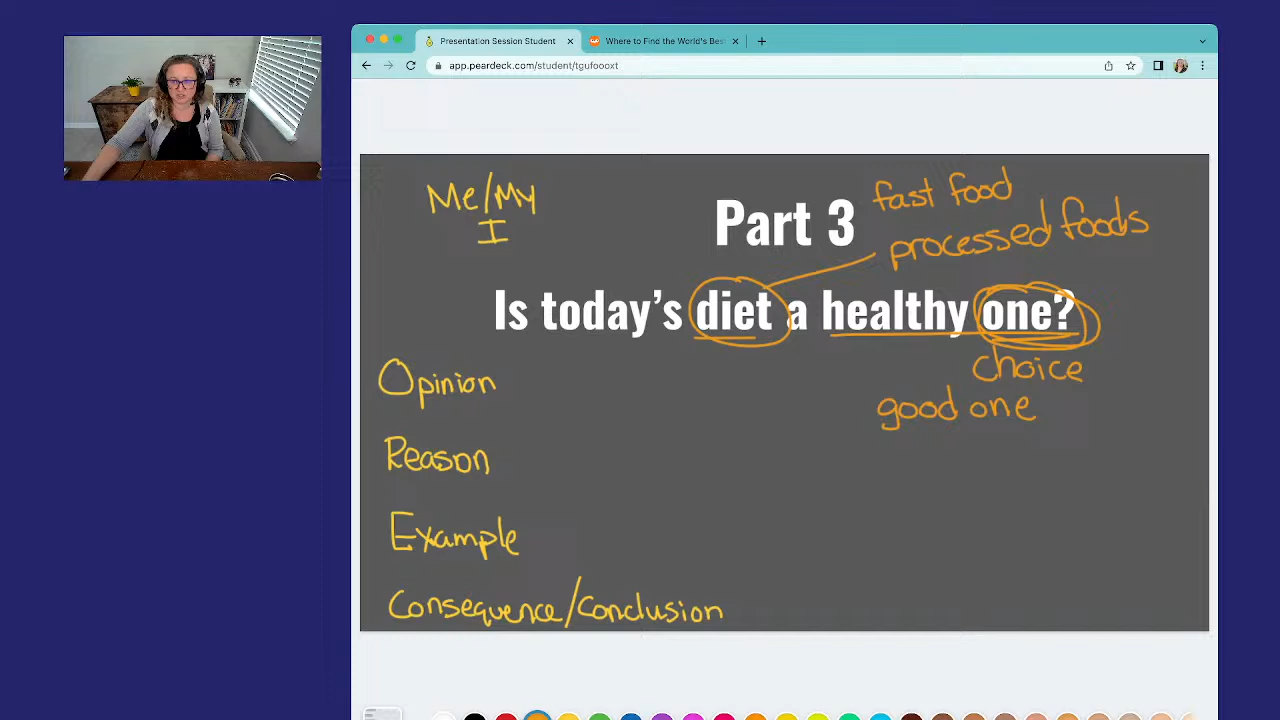 Presentation Session Student
Where to Find the World's Bes
app.peardeck.com/student/tgufoooxt
Me/My
I
Part 3
fast food
processed foods
Is today's diet a healthy one?
choice
good one
Opinion
Reason
Example
Consequence/Conclusion